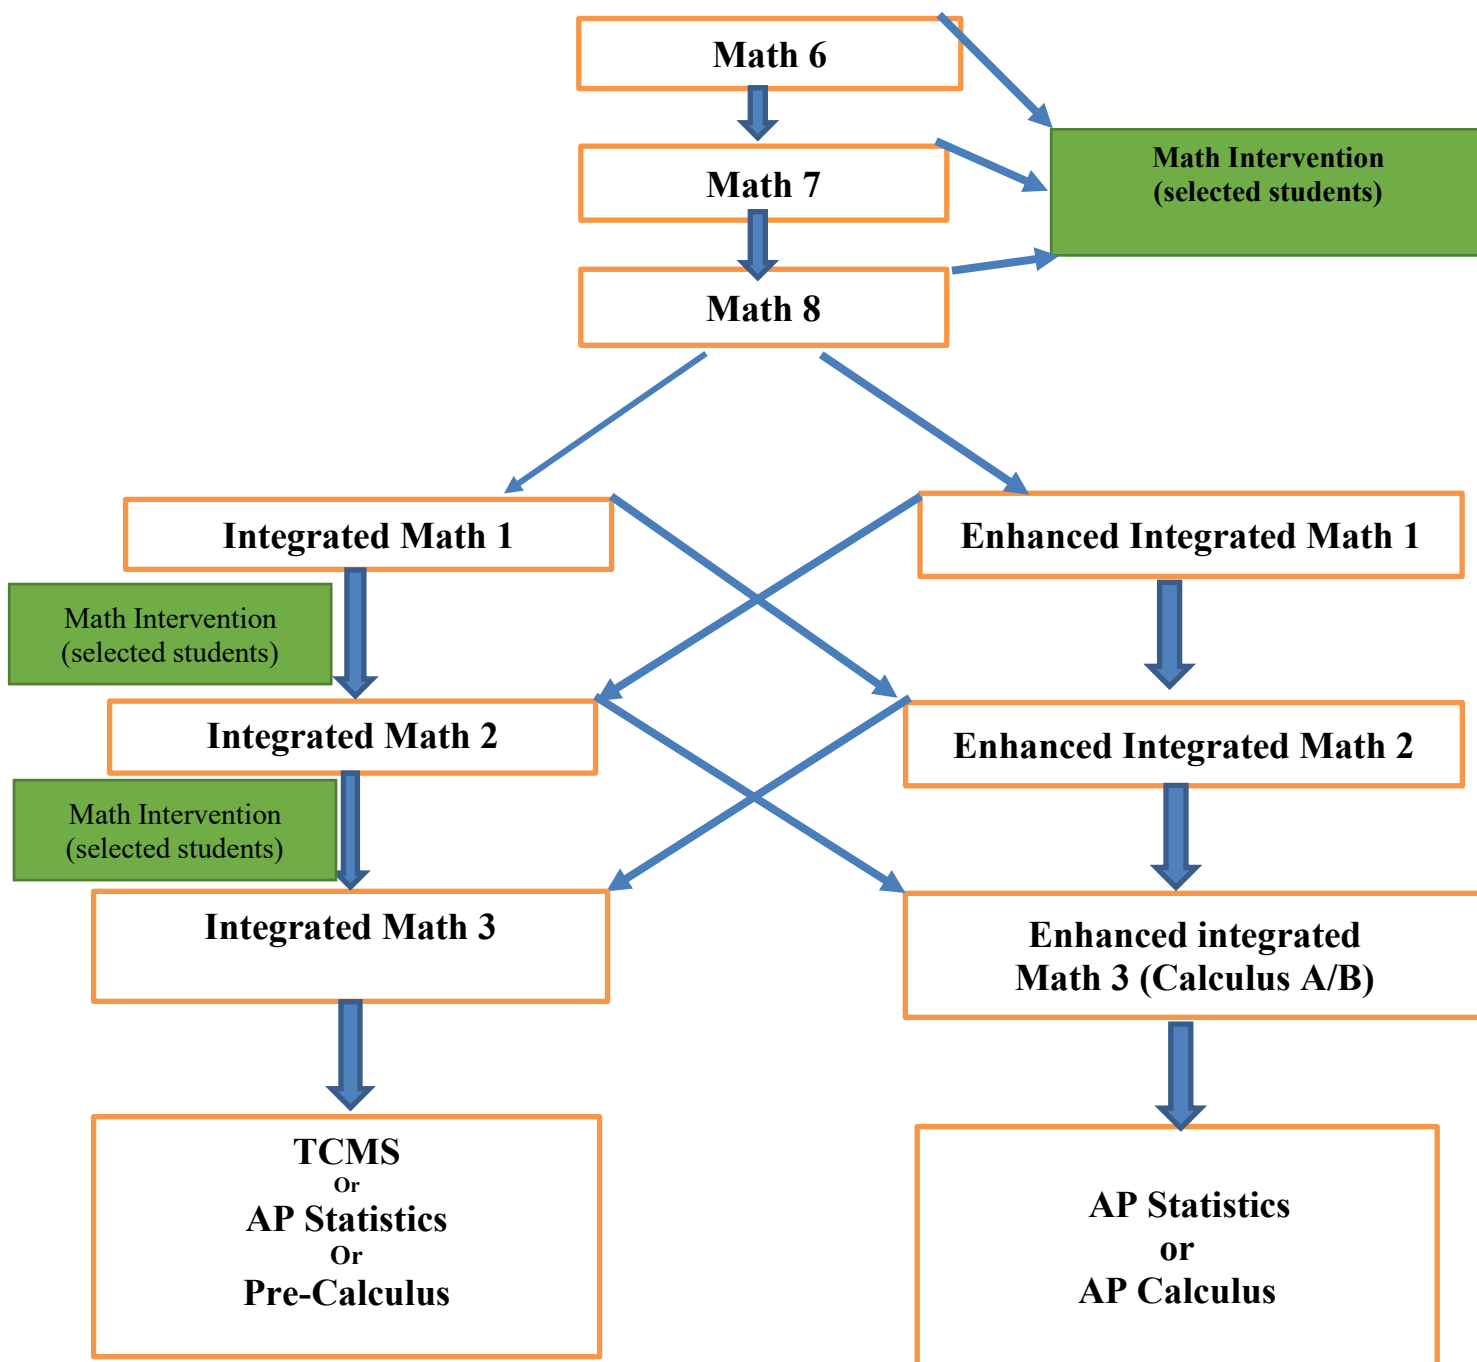 Math 6
Math Intervention
(selected students)
Math 7
Math 8
Integrated Math 1
Enhanced Integrated Math 1
Math Intervention
(selected students)
Integrated Math 2
Enhanced Integrated Math 2
Math Intervention
(selected students)
Integrated Math 3
Enhanced integrated
Math 3 (Calculus A/B)
TCMS
Or
AP Statistics
Or
Pre-Calculus
AP Statistics
or
AP Calculus